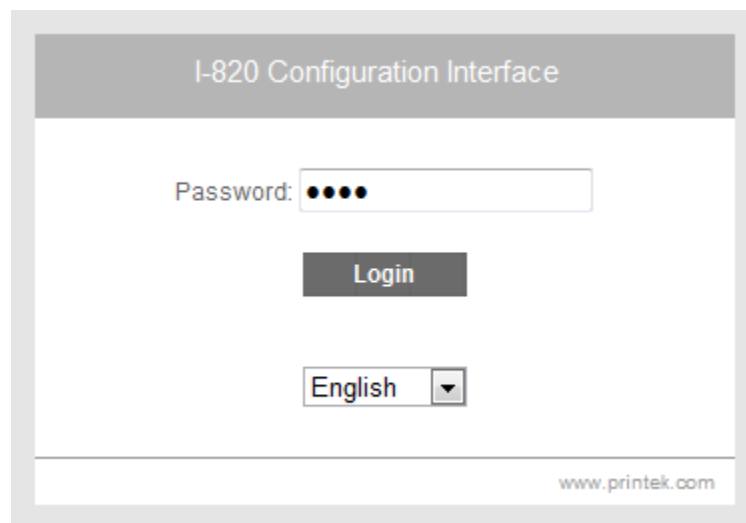 I-820 Configuration Interface
Password: ••••
Login
English
www.printek.com